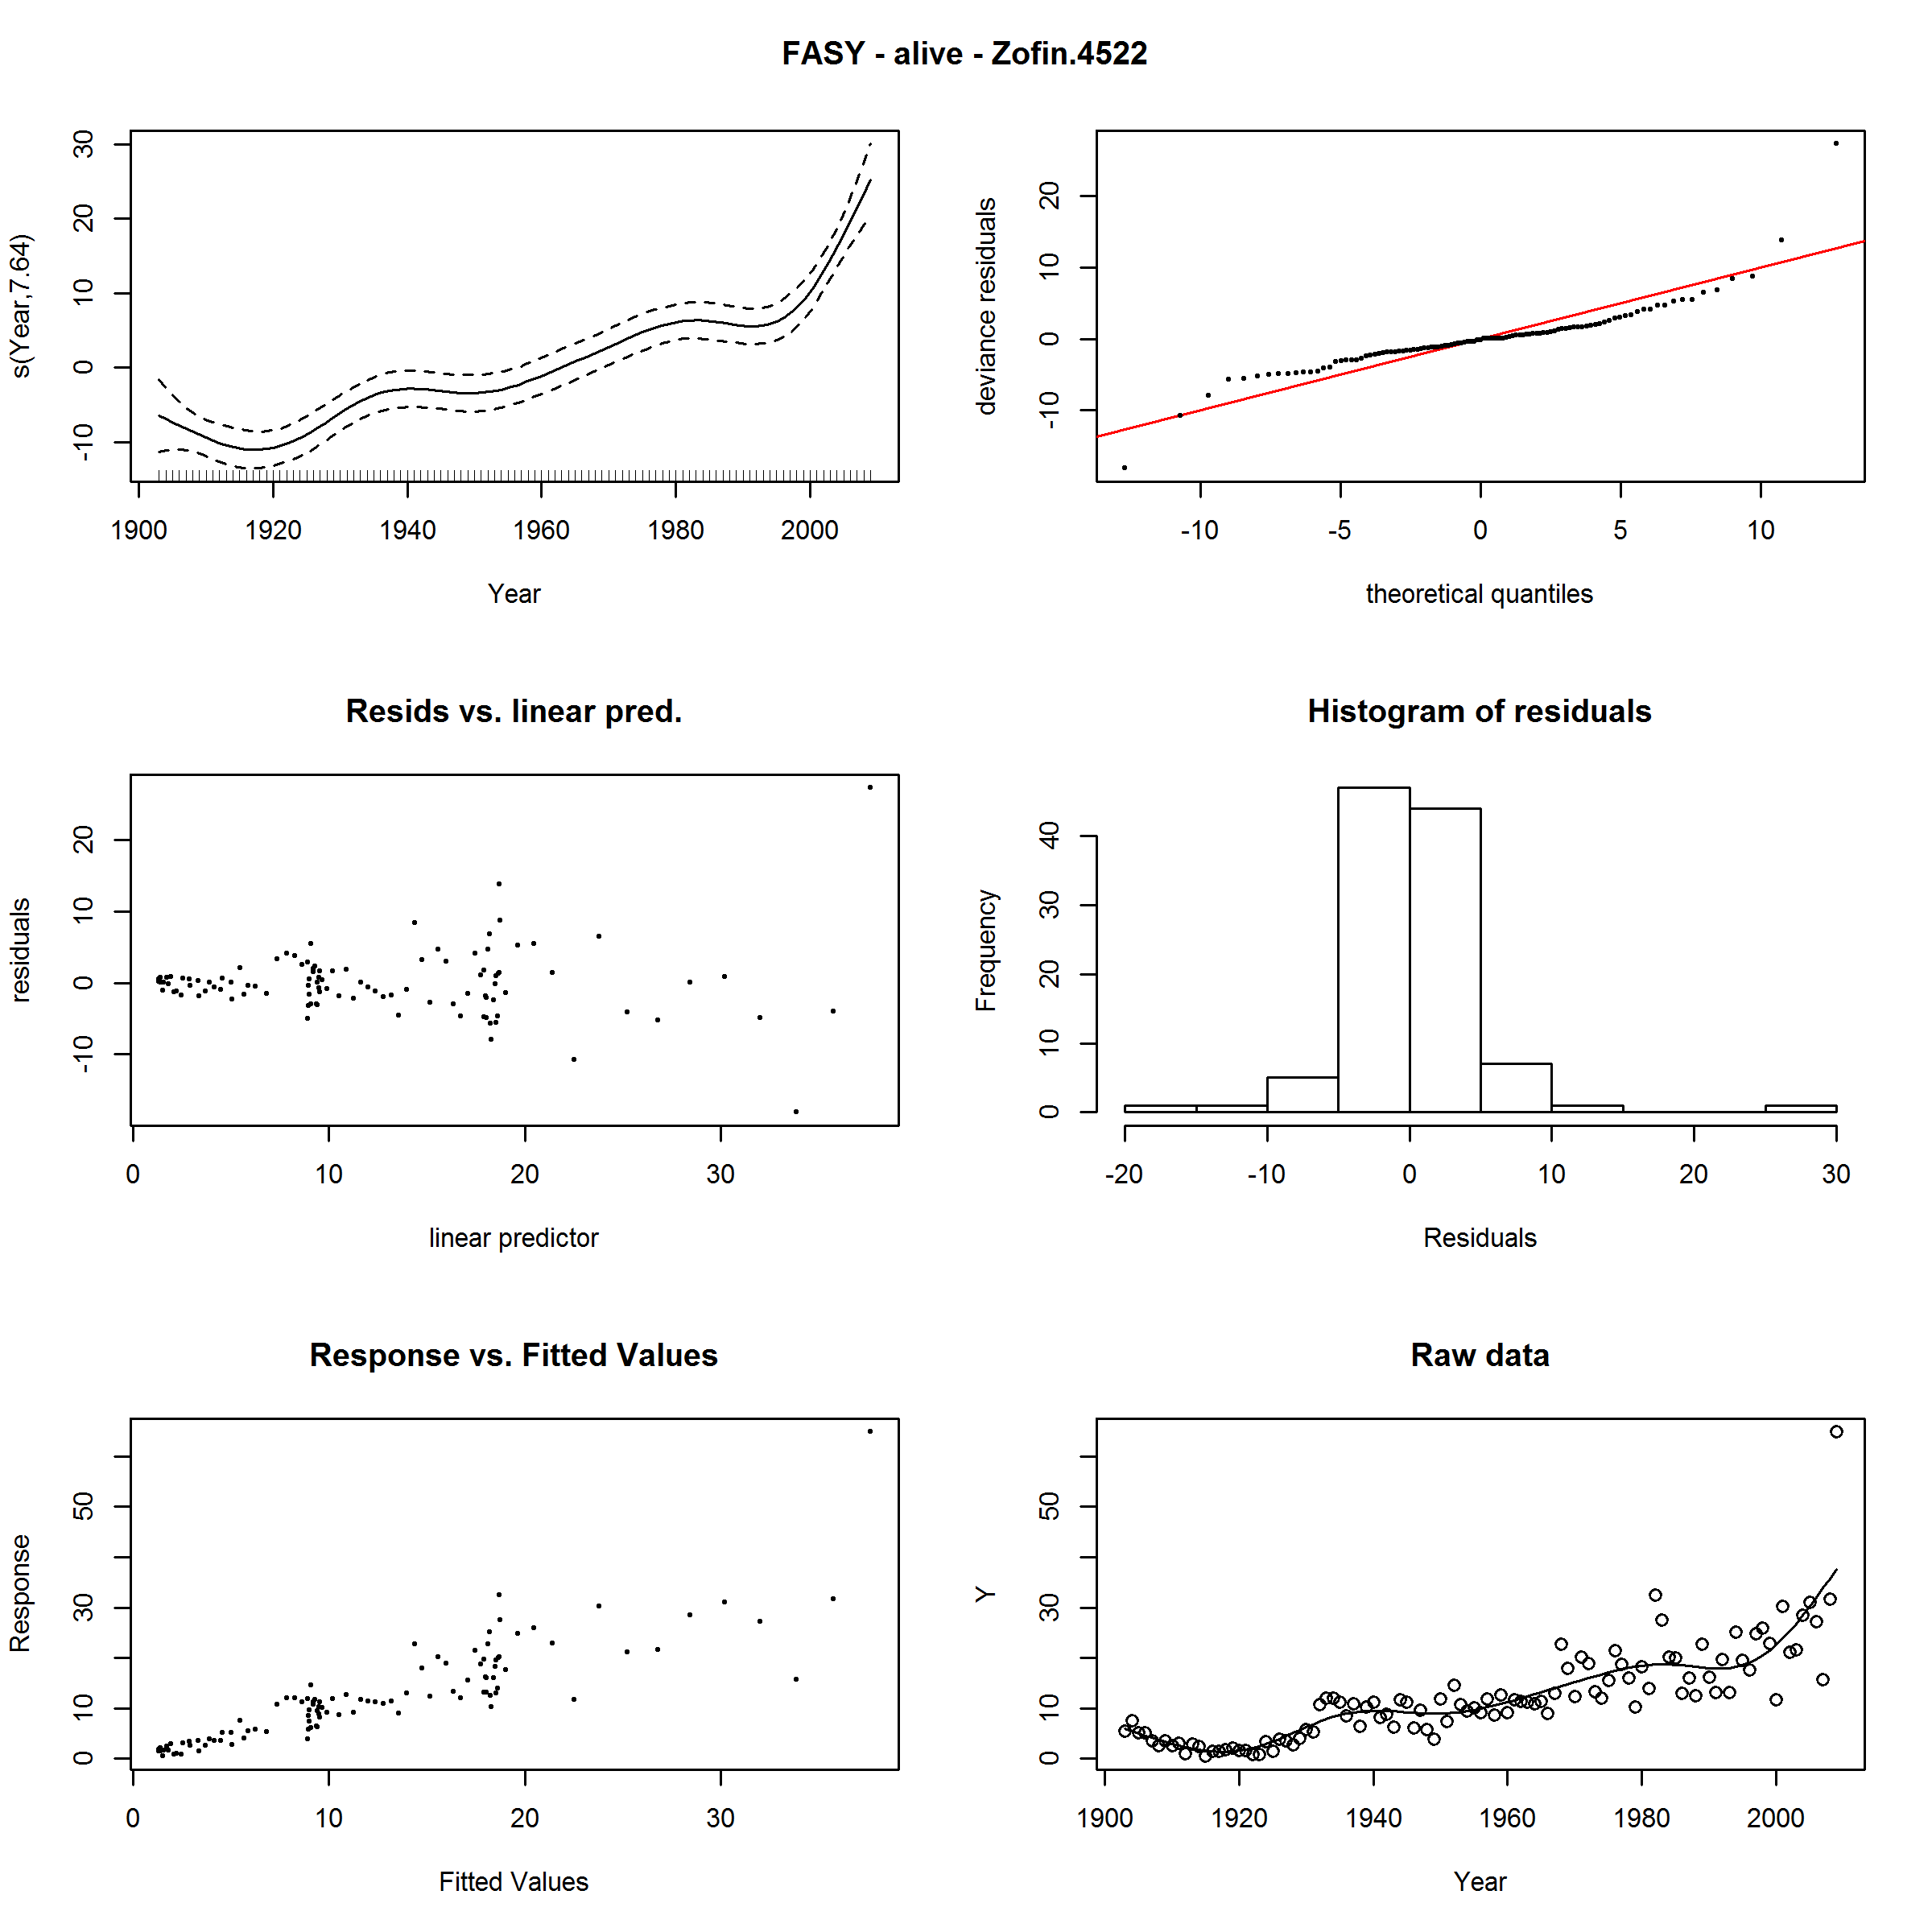 FASY - alive - Zofin.4522
s(Year,7.64)
-10 0 10 20 30
1900 1920 1940 1960 1980 2000
Year
deviance residuals
-10 0 10 20
-10 -5 0 5 10
theoretical quantiles
Resids vs. linear pred.
residuals
-10 0 10 20
0 10 20 30
linear predictor
Histogram of residuals
Frequency
0 10 20 30 40
-20 -10 0 10 20 30
Residuals
Response vs. Fitted Values
Response
0 10 30 50
0 10 20 30
Fitted Values
Raw data
Y
0 10 30 50
1900 1920 1940 1960 1980 2000
Year